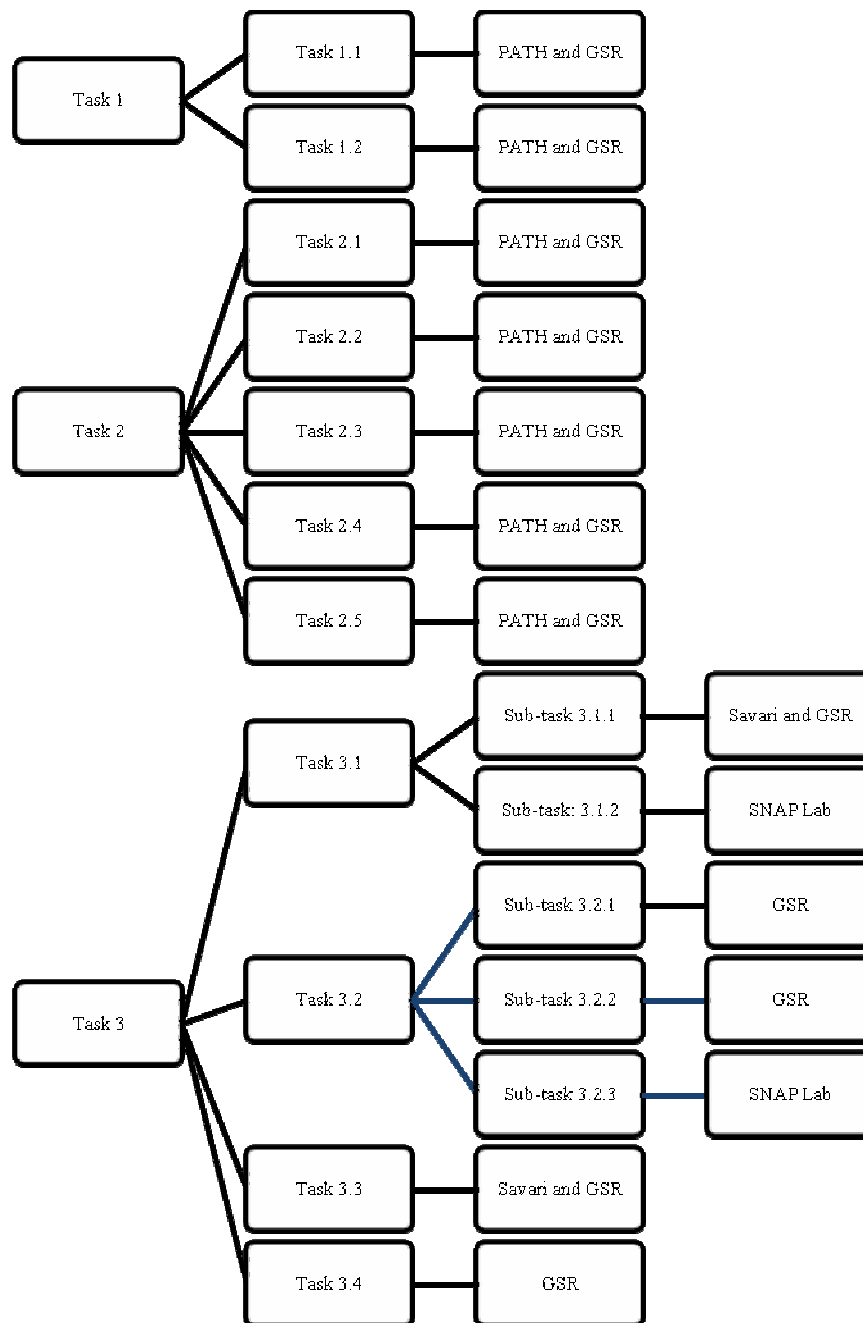 Task 1
Task 1.1
PATH and GSR
Task 1.2
PATH and GSR
Task 2
Task 2.1
PATH and GSR
Task 2.2
PATH and GSR
Task 2.3
PATH and GSR
Task 2.4
PATH and GSR
Task 2.5
PATH and GSR
Task 3
Task 3.1
Sub-task 3.1.1
Savari and GSR
Sub-task: 3.1.2
SNAP Lab
Task 3.2
Sub-task 3.2.1
GSR
Sub-task 3.2.2
GSR
Sub-task 3.2.3
SNAP Lab
Task 3.3
Savari and GSR
Task 3.4
GSR